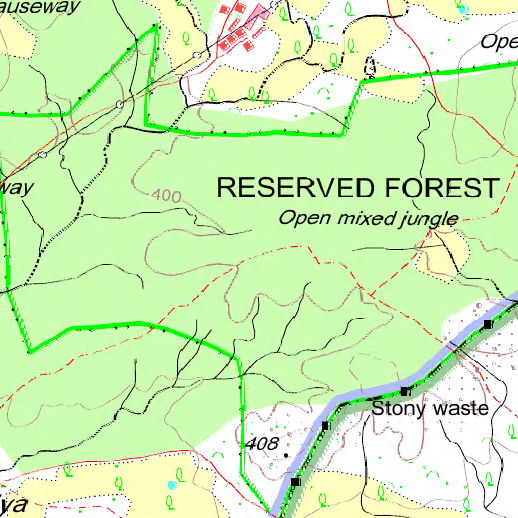 auseway
Ope
way
400
RESERVED FOREST
Open mixed jungle
Stony waste
408
ya